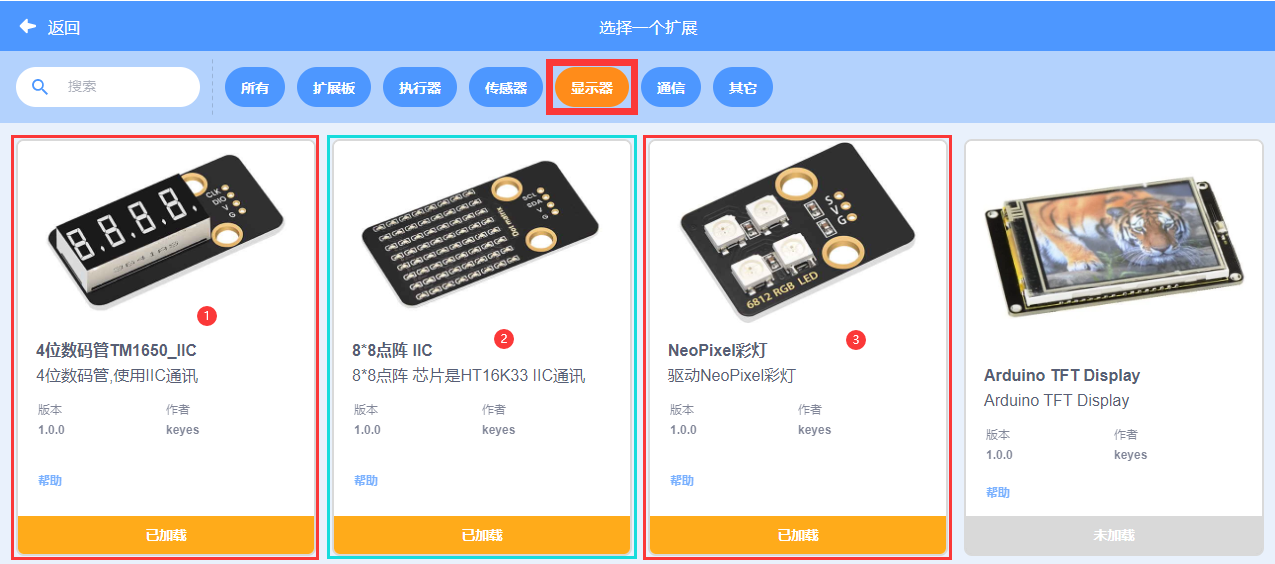 返回
选择一个扩展
搜索
所有
扩展板
执行器
传感器
显示器
通信
其它
CLK
DIO
V
G
8.8.8.8.
3641AS
1
4位数码管TM1650_IIC
4位数码管,使用IIC通讯
版本
作者
1.0.0
keyes
帮助
已加载
SCL
SDA
V
G
Dot matrix
2
8*8点阵 IIC
8*8点阵 芯片是HT16K33 IIC通讯
版本
作者
1.0.0
keyes
帮助
已加载
S
V
G
6812 RGB LED
3
NeoPixel彩灯
驱动NeoPixel彩灯
版本
作者
1.0.0
keyes
帮助
已加载
Arduino TFT Display
Arduino TFT Display
版本
作者
1.0.0
keyes
帮助
未加载